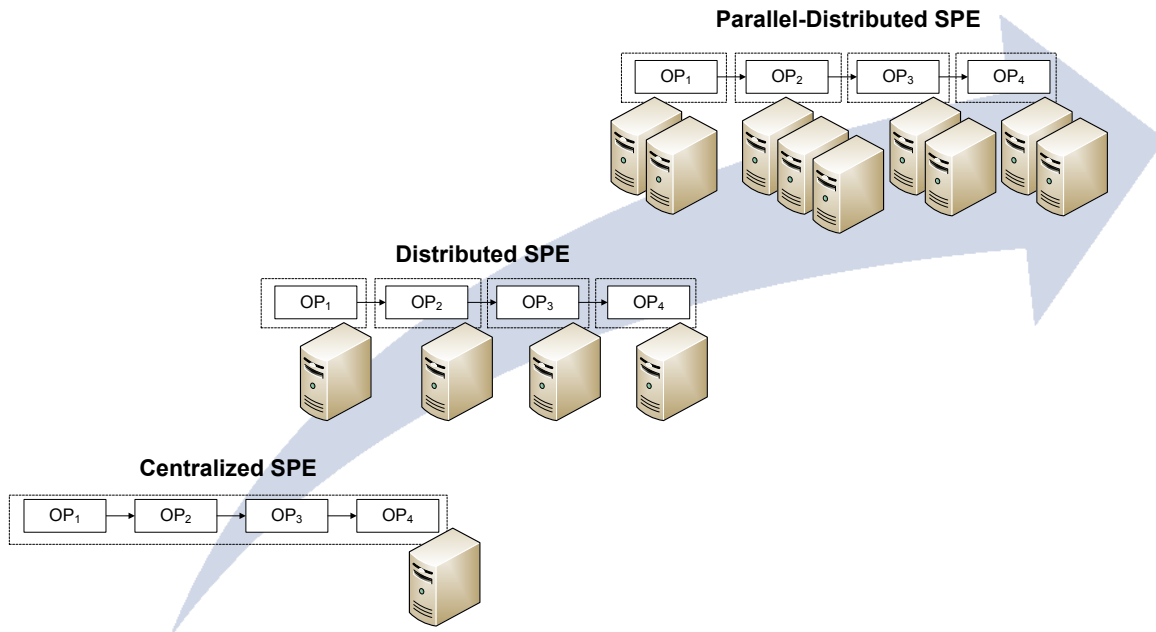 Parallel-Distributed SPE
OP₁ OP₂ OP₃ OP₄
Distributed SPE
OP₁ OP₂ OP₃ OP₄
Centralized SPE
OP₁ OP₂ OP₃ OP₄